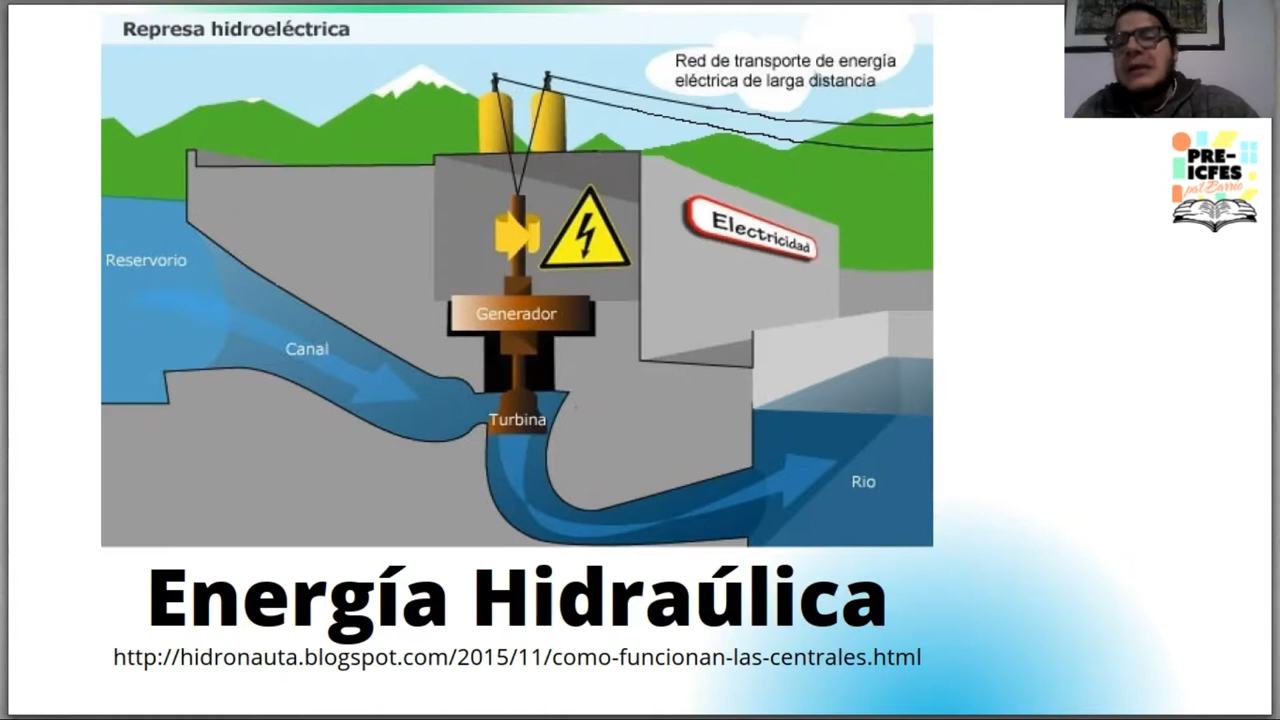 Represa hidroeléctrica
Red de transporte de energía
eléctrica de larga distancia
PRE-
ICFES
pa'l Barrio
Electricidad
Reservorio
Generador
Canal
Turbina
Rio
Energía Hidraúlica
http://hidronauta.blogspot.com/2015/11/como-funcionan-las-centrales.html